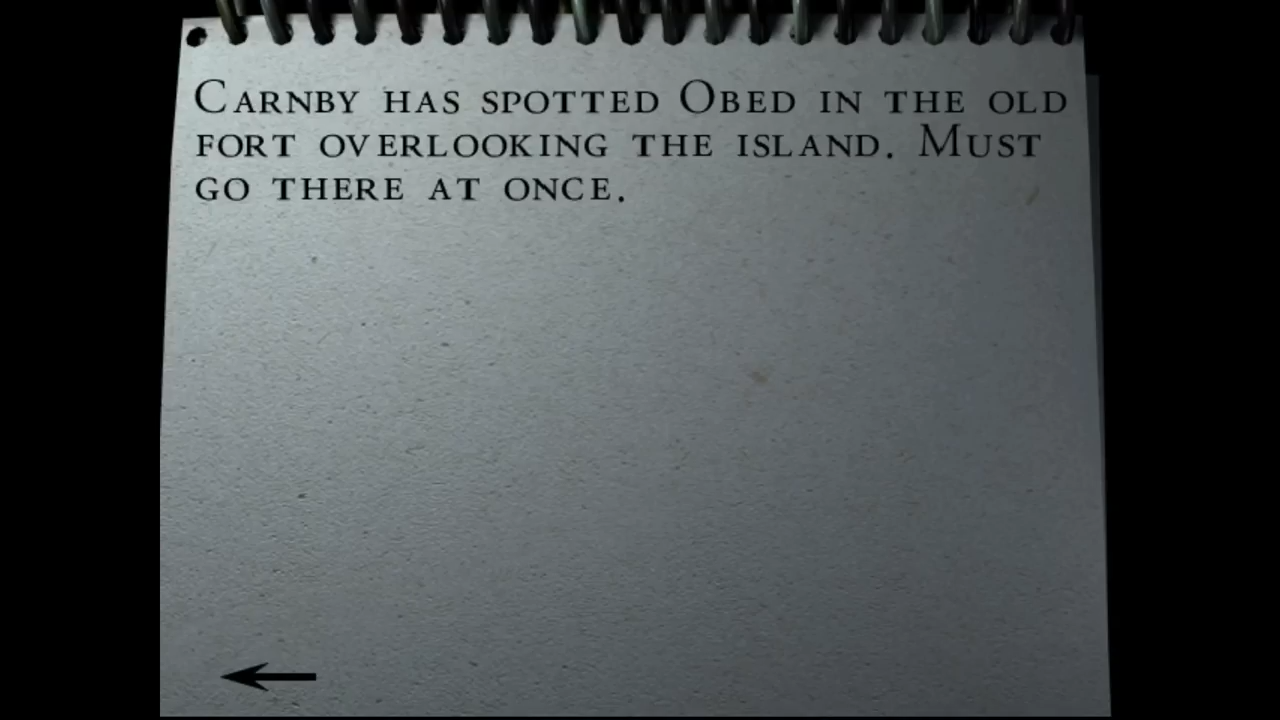 Carnby has spotted Obed in the old
fort overlooking the island. Must
go there at once.